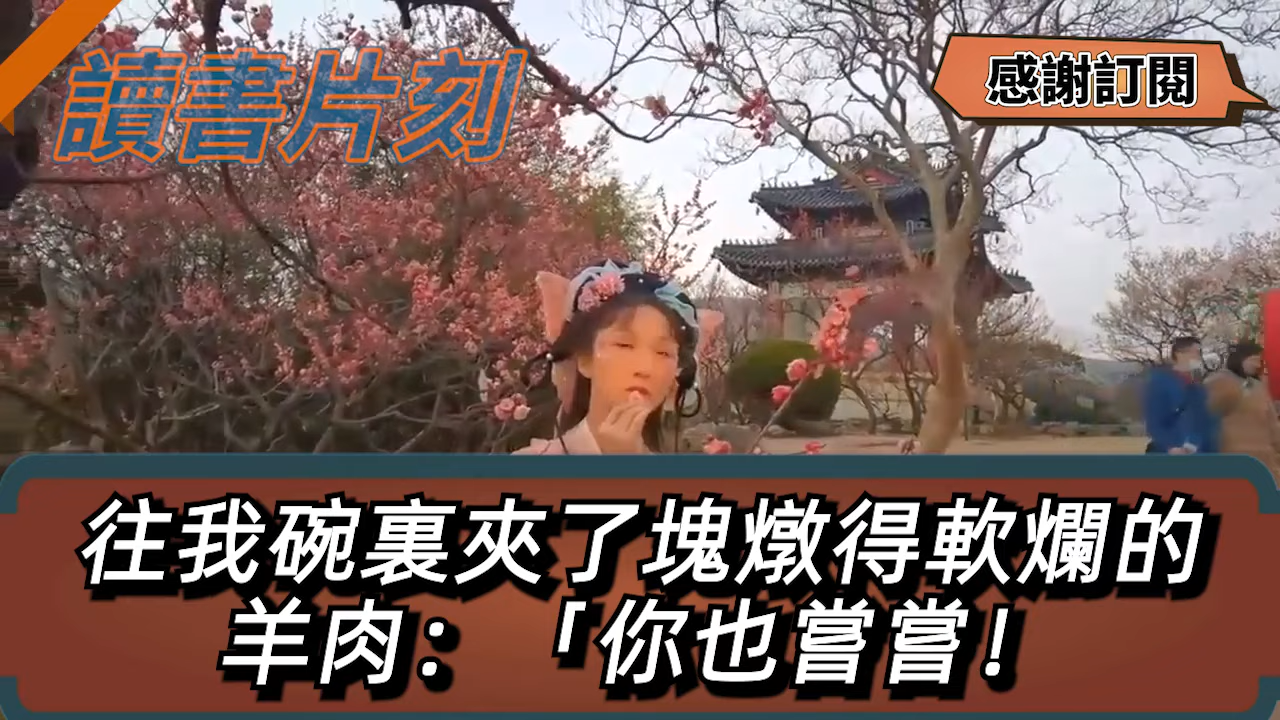 讀書片刻
感謝訂閱
往我碗裏夾了塊燉得軟爛的
羊肉：「你也嘗嘗！